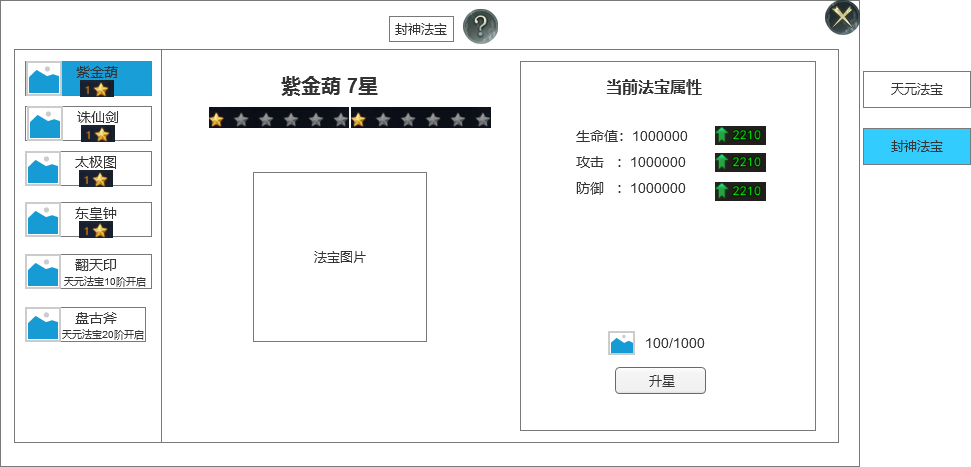 封神法宝
?
紫金葫
1
诛仙剑
1
太极图
1
东皇钟
1
翻天印
天元法宝10阶开启
盘古斧
天元法宝20阶开启
紫金葫 7星
法宝图片
当前法宝属性
生命值: 1000000 2210
攻击 : 1000000 2210
防御 : 1000000 2210
100/1000
升星
天元法宝
封神法宝